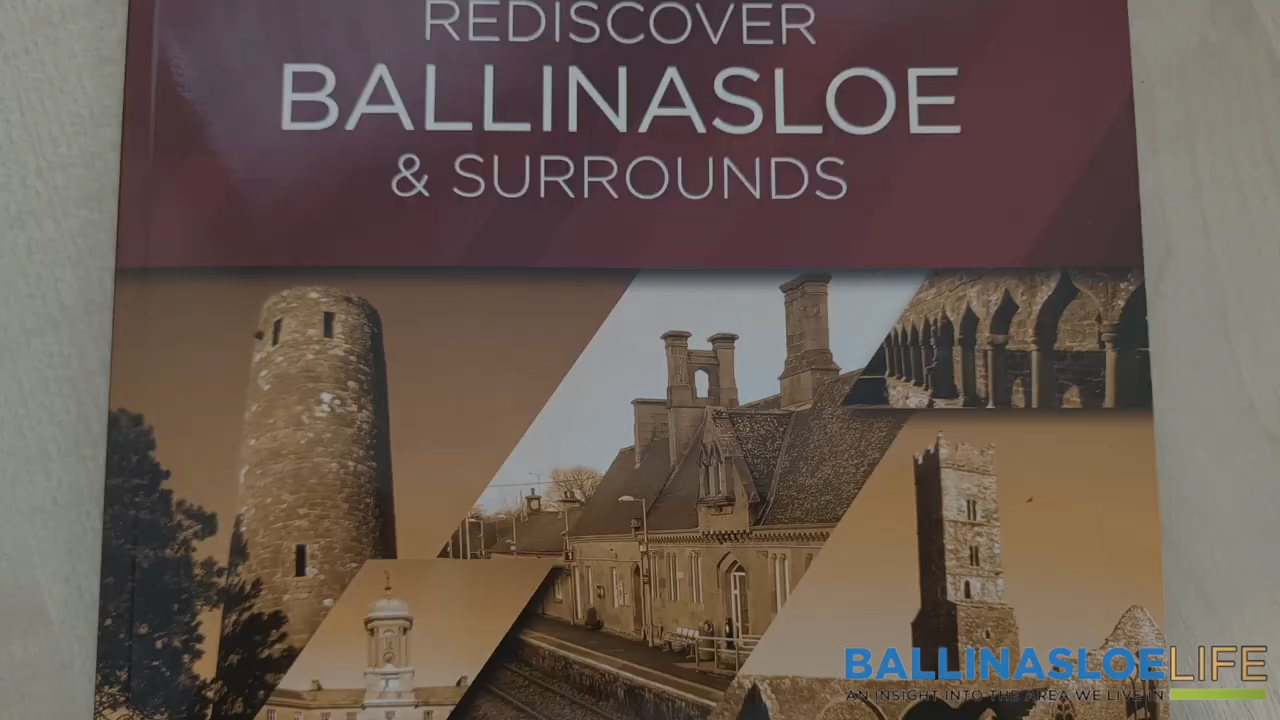 REDISCOVER
BALLINASLOE
& SURROUNDS
BALLINASLOELIFE
AN INSIGHT INTO THE AREA WE LIVE IN